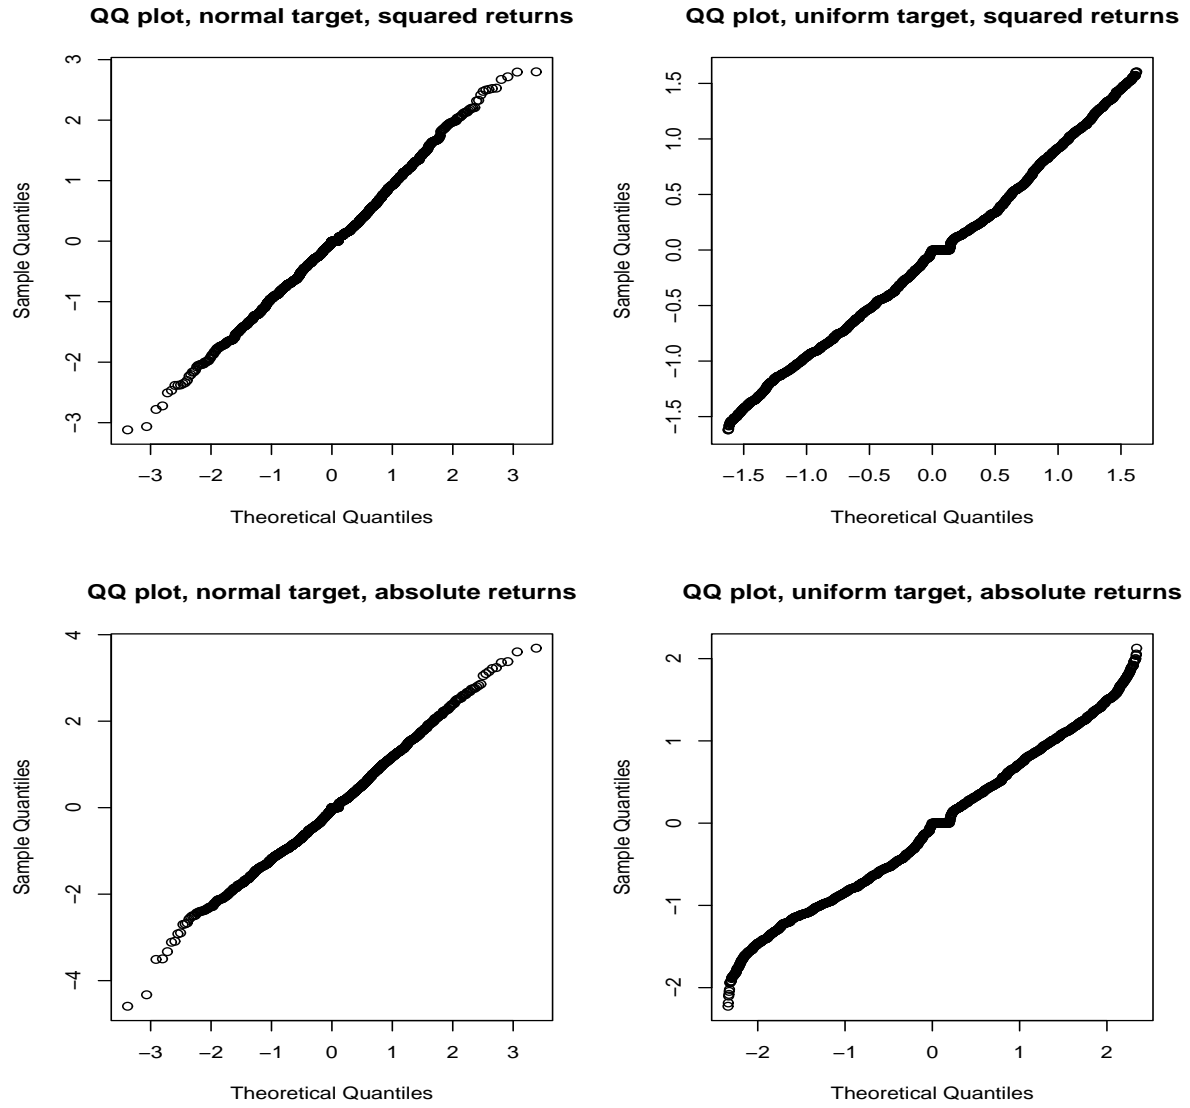 QQ plot, normal target, squared returns
3
2
1
0
−1
−2
−3
Sample Quantiles
−3 −2 −1 0 1 2 3
Theoretical Quantiles
QQ plot, uniform target, squared returns
1.5
1.0
0.5
0.0
−0.5
−1.0
−1.5
Sample Quantiles
−1.5 −1.0 −0.5 0.0 0.5 1.0 1.5
Theoretical Quantiles
QQ plot, normal target, absolute returns
4
2
0
−2
−4
Sample Quantiles
−3 −2 −1 0 1 2 3
Theoretical Quantiles
QQ plot, uniform target, absolute returns
2
1
0
−1
−2
Sample Quantiles
−2 −1 0 1 2
Theoretical Quantiles